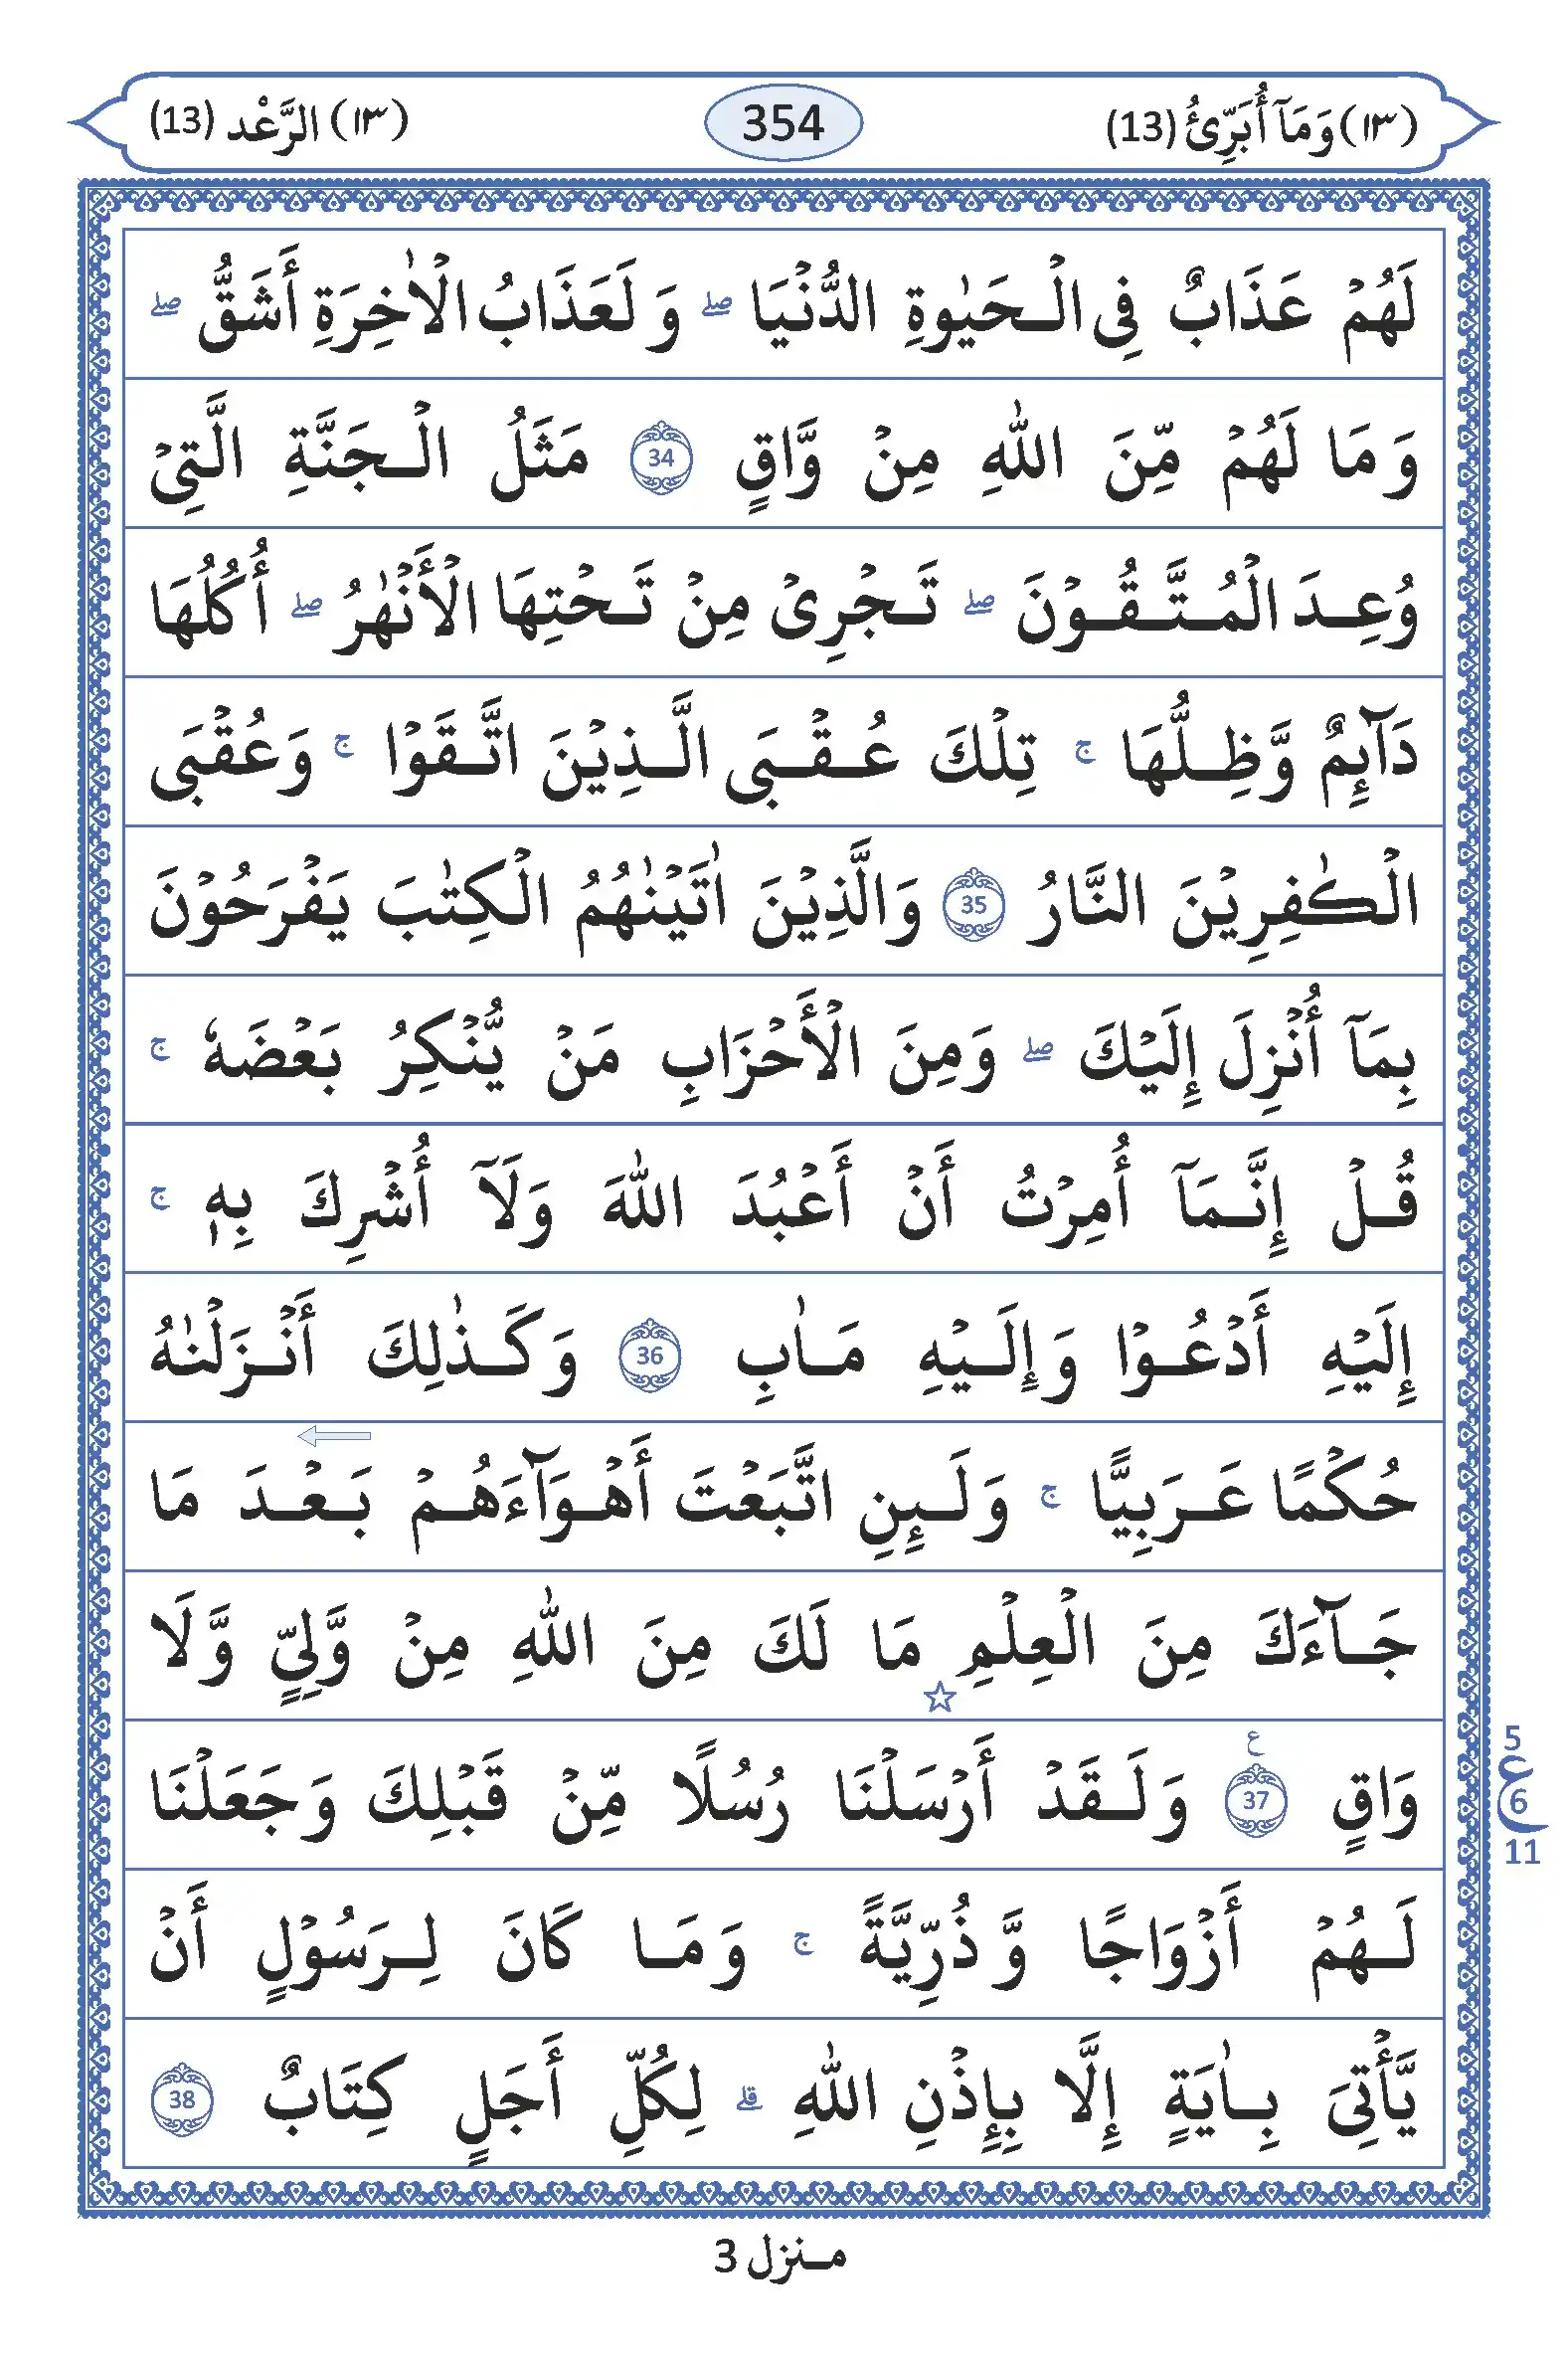 (١٣) وَمَآ أُبَرِّئُ (13) 354 (١٣) الرَّعْد (13)
لَهُمْ عَذَابٌ فِى الْحَيٰوةِ الدُّنْيَا ۖ وَ لَعَذَابُ الْاٰخِرَةِ أَشَقُّ ۖ
وَ مَا لَهُمْ مِّنَ اللّٰهِ مِنْ وَّاقٍ 34 مَثَلُ الْجَنَّةِ الَّتِىْ
وُعِدَ الْمُتَّقُوْنَ ۖ تَجْرِىْ مِنْ تَحْتِهَا الْأَنْهٰرُ ۖ أُكُلُهَا
دَآئِمٌ وَّظِلُّهَا ۚ تِلْكَ عُقْبَى الَّذِيْنَ اتَّقَوْا ۚ وَعُقْبَى
الْكٰفِرِيْنَ النَّارُ 35 وَالَّذِيْنَ اٰتَيْنٰهُمُ الْكِتٰبَ يَفْرَحُوْنَ
بِمَآ أُنْزِلَ إِلَيْكَ ۖ وَمِنَ الْأَحْزَابِ مَنْ يُّنْكِرُ بَعْضَهٗ ۚ
قُلْ إِنَّمَآ أُمِرْتُ أَنْ أَعْبُدَ اللّٰهَ وَلَآ أُشْرِكَ بِهٖ ۚ
إِلَيْهِ أَدْعُوْا وَإِلَيْهِ مَاٰبِ 36 وَكَذٰلِكَ أَنْزَلْنٰهُ
حُكْمًا عَرَبِيًّا ۚ وَلَئِنِ اتَّبَعْتَ أَهْوَآءَهُمْ بَعْدَ مَا
جَآءَكَ مِنَ الْعِلْمِ مَا لَكَ مِنَ اللّٰهِ مِنْ وَّلِيٍّ وَّلَا
وَاقٍ 37 ع وَلَقَدْ أَرْسَلْنَا رُسُلًا مِّنْ قَبْلِكَ وَجَعَلْنَا
5 ع 6 11
لَهُمْ أَزْوَاجًا وَّذُرِّيَّةً ۚ وَمَا كَانَ لِرَسُوْلٍ أَنْ
يَّأْتِىَ بِاٰيَةٍ إِلَّا بِإِذْنِ اللّٰهِ ۗ لِكُلِّ أَجَلٍ كِتَابٌ 38
منزل 3